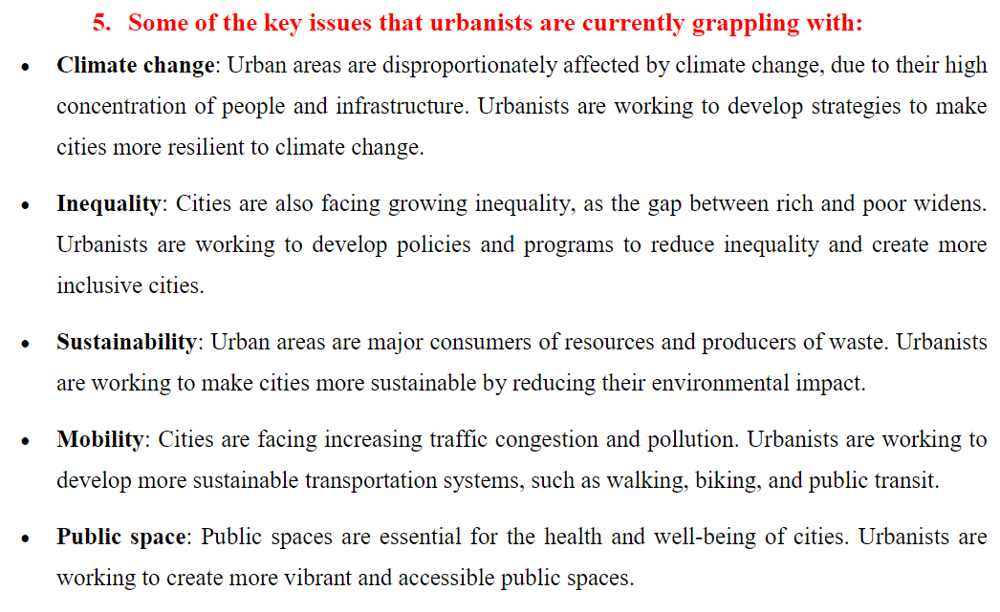 5. Some of the key issues that urbanists are currently grappling with:
• Climate change: Urban areas are disproportionately affected by climate change, due to their high
concentration of people and infrastructure. Urbanists are working to develop strategies to make
cities more resilient to climate change.
• Inequality: Cities are also facing growing inequality, as the gap between rich and poor widens.
Urbanists are working to develop policies and programs to reduce inequality and create more
inclusive cities.
• Sustainability: Urban areas are major consumers of resources and producers of waste. Urbanists
are working to make cities more sustainable by reducing their environmental impact.
• Mobility: Cities are facing increasing traffic congestion and pollution. Urbanists are working to
develop more sustainable transportation systems, such as walking, biking, and public transit.
• Public space: Public spaces are essential for the health and well-being of cities. Urbanists are
working to create more vibrant and accessible public spaces.